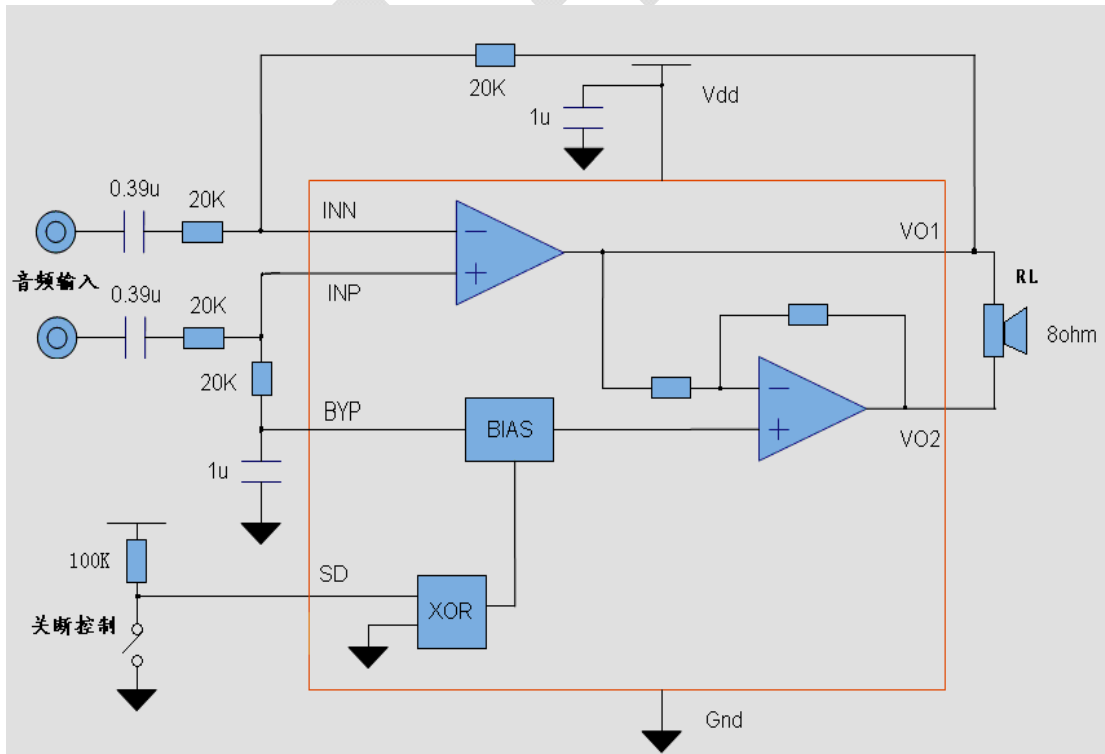 20K
Vdd
1u
0.39u
20K
INN
VO1
音频输入
INP
RL
0.39u
20K
8ohm
20K
BYP
BIAS
VO2
1u
100K
SD
XOR
关断控制
Gnd